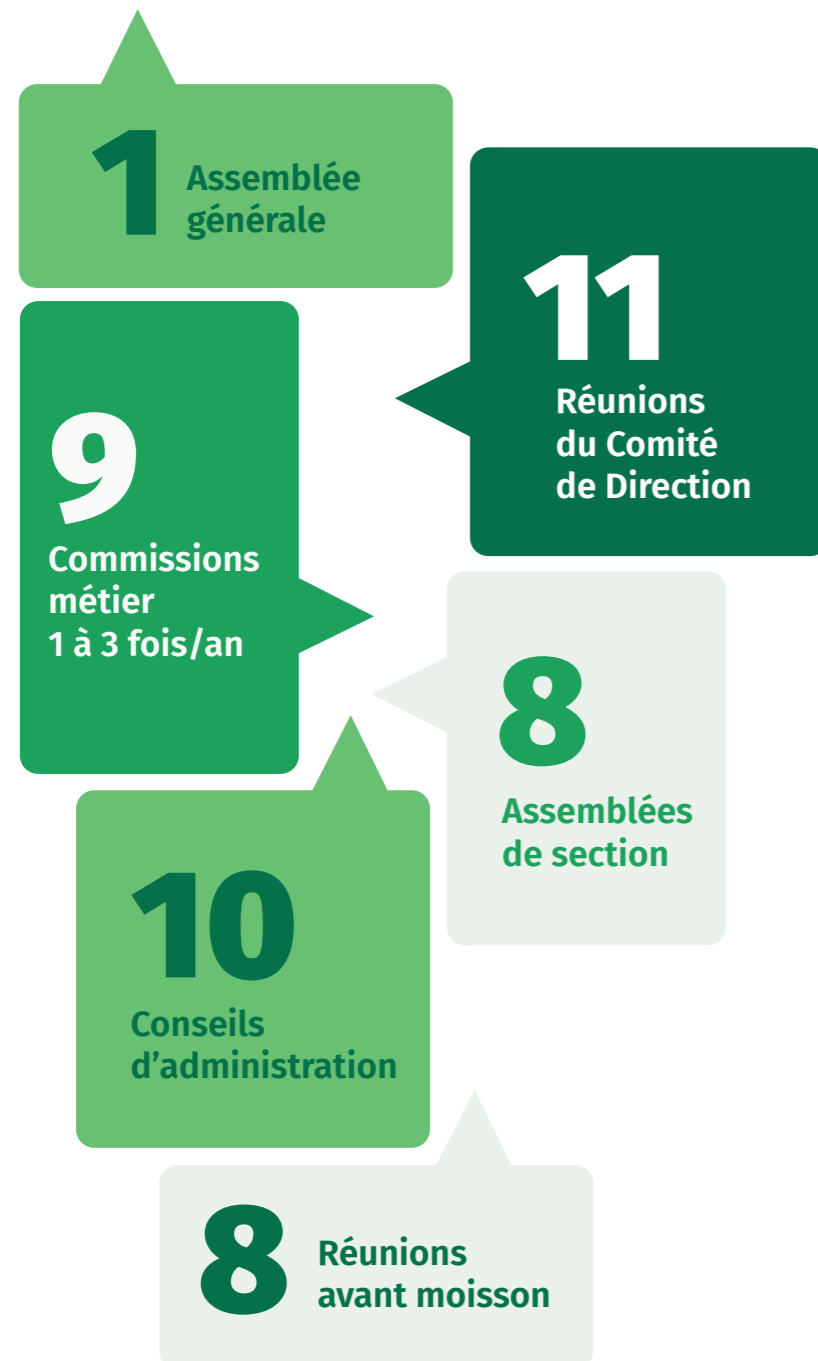 1
Assemblée
générale
11
Réunions
du Comité
de Direction
9
Commissions
métier
1 à 3 fois/an
8
Assemblées
de section
10
Conseils
d’administration
8
Réunions
avant moisson